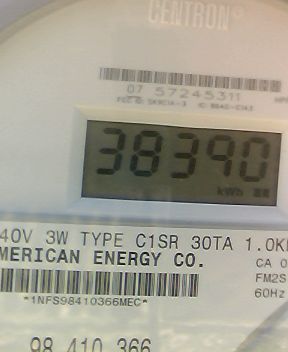 CENTRON®
07 57245311
38390
kWh
40V 3W TYPE C1SR 30TA 1.0K
MERICAN ENERGY CO.
CA 0
FM2S
60Hz
*1NFS98410366MEC*
98 410 366